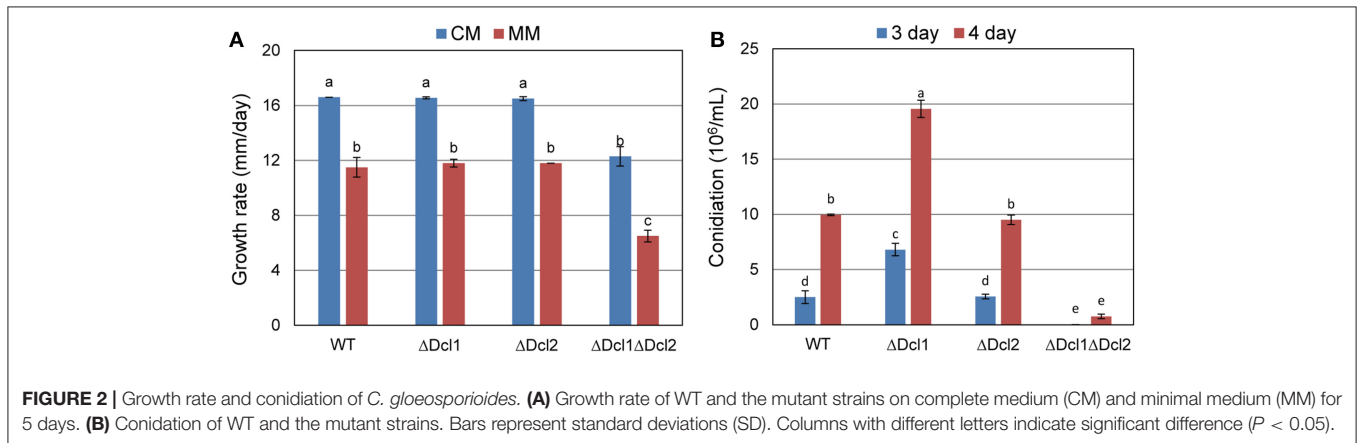 A
CM MM
Growth rate (mm/day)
20
16
12
8
4
0
a a a b
b b b c
WT ΔDcl1 ΔDcl2 ΔDcl1ΔDcl2
B
3 day 4 day
Conidiation (10⁶/mL)
25
20
15
10
5
0
d b c a d b e e
WT ΔDcl1 ΔDcl2 ΔDcl1ΔDcl2
FIGURE 2 | Growth rate and conidiation of C. gloeosporioides. (A) Growth rate of WT and the mutant strains on complete medium (CM) and minimal medium (MM) for
5 days. (B) Conidation of WT and the mutant strains. Bars represent standard deviations (SD). Columns with different letters indicate significant difference (P < 0.05).